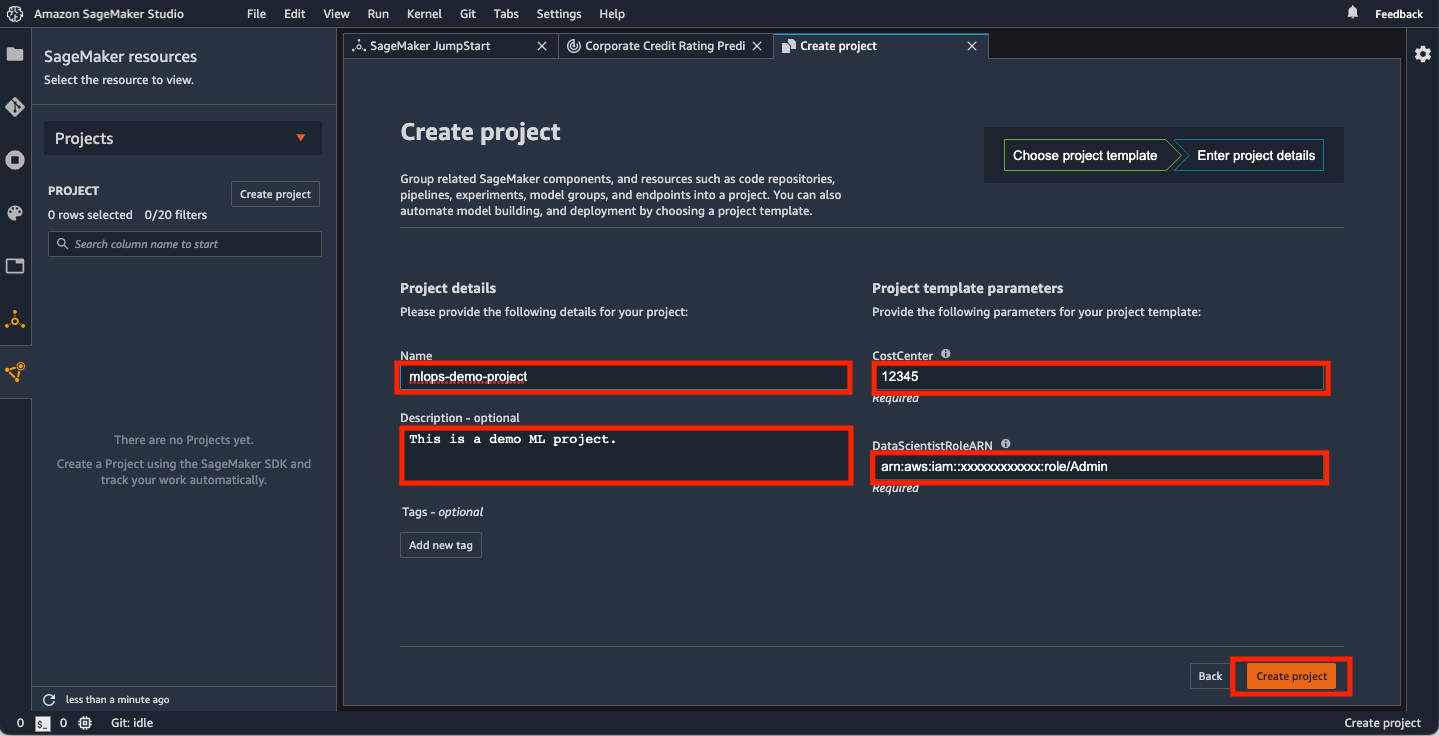 Amazon SageMaker Studio File Edit View Run Kernel Git Tabs Settings Help Feedback
SageMaker JumpStart Corporate Credit Rating Predi Create project
SageMaker resources
Select the resource to view.
Projects
PROJECT
Create project
0 rows selected 0/20 filters
Search column name to start
There are no Projects yet.
Create a Project using the SageMaker SDK and
track your work automatically.
less than a minute ago
Create project
Choose project template Enter project details
Group related SageMaker components, and resources such as code repositories,
pipelines, experiments, model groups, and endpoints into a project. You can also
automate model building, and deployment by choosing a project template.
Project details
Please provide the following details for your project:
Name
mlops-demo-project
Description - optional
This is a demo ML project.
Tags - optional
Add new tag
Project template parameters
Provide the following parameters for your project template:
CostCenter
12345
Required
DataScientistRoleARN
arn:aws:iam::xxxxxxxxxxxx:role/Admin
Required
Back Create project
0 $_ 0 Git: idle Create project